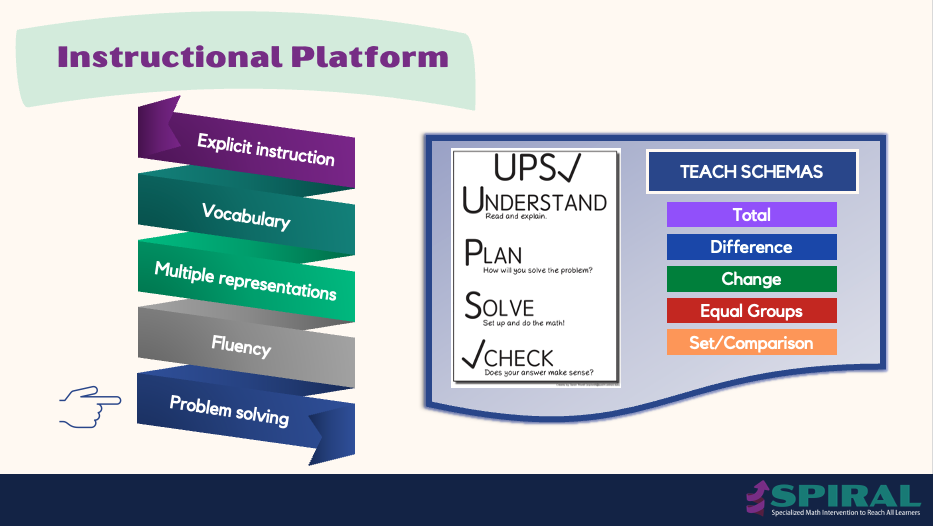 Instructional Platform
Explicit instruction
Vocabulary
Multiple representations
Fluency
Problem solving
UPS✓
UNDERSTAND
Read and explain.
PLAN
How will you solve the problem?
SOLVE
Set up and do the math!
✓CHECK
Does your answer make sense?
TEACH SCHEMAS
Total
Difference
Change
Equal Groups
Set/Comparison
SPIRAL
Specialized Math Intervention to Reach All Learners